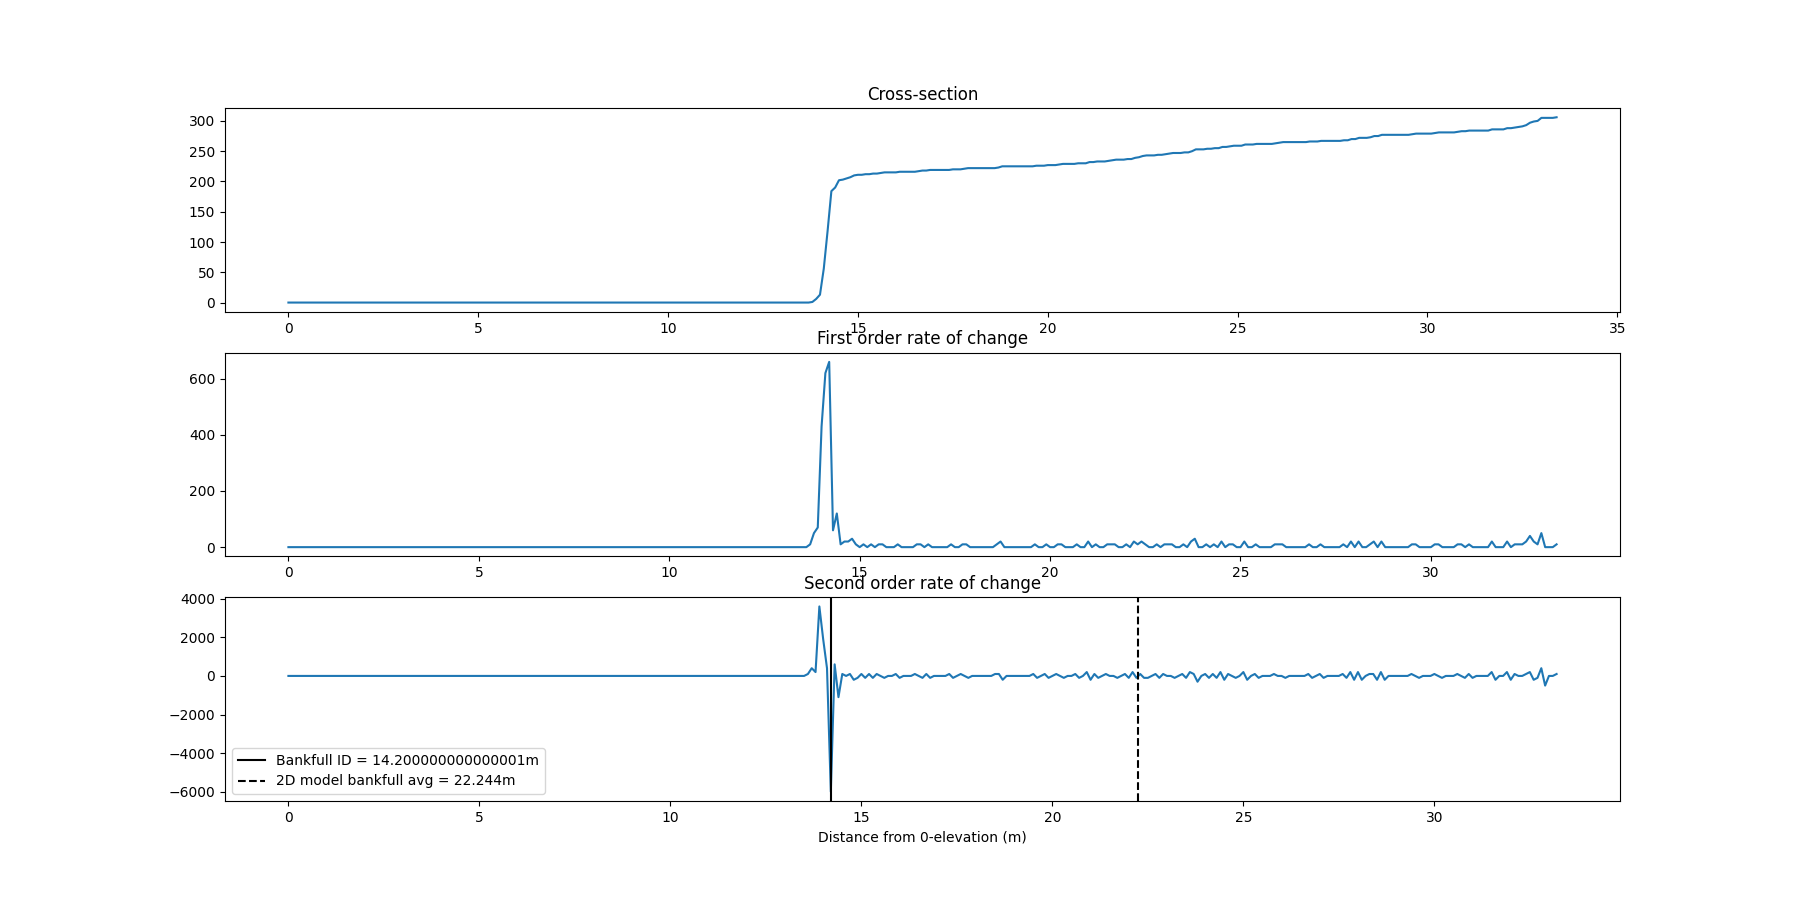 Cross-section
300
250
200
150
100
50
0
0 5 10 15 20 25 30 35
First order rate of change
600
400
200
0
0 5 10 15 20 25 30
Second order rate of change
4000
2000
0
−2000
−4000
−6000
Bankfull ID = 14.200000000000001m
2D model bankfull avg = 22.244m
0 5 10 15 20 25 30
Distance from 0-elevation (m)